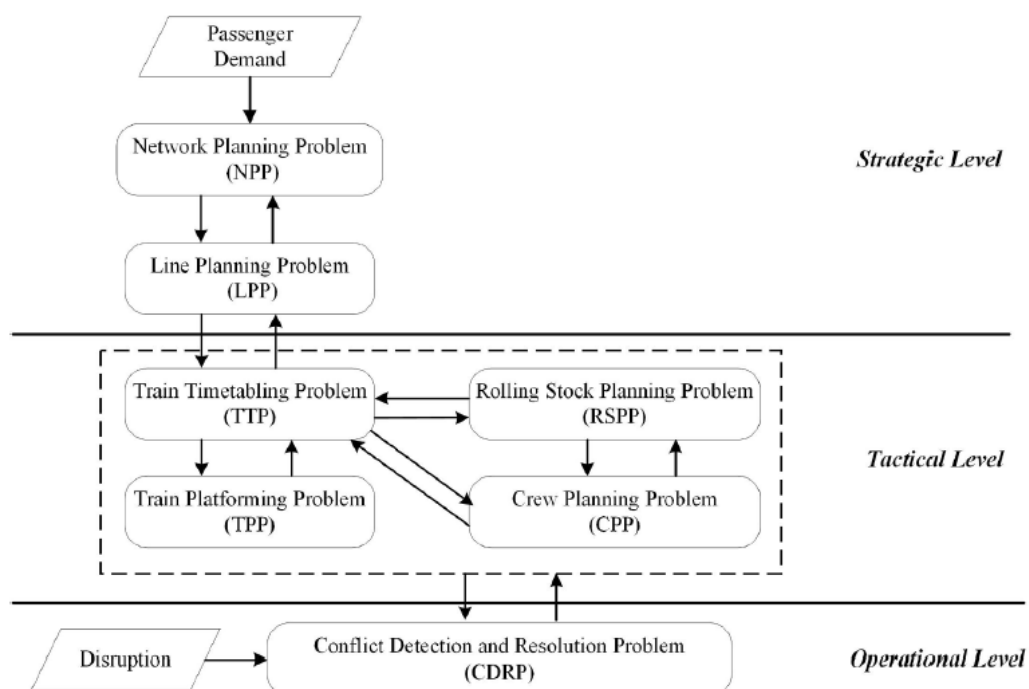 Passenger
Demand
Network Planning Problem
(NPP)
Strategic Level
Line Planning Problem
(LPP)
Train Timetabling Problem
(TTP)
Rolling Stock Planning Problem
(RSPP)
Tactical Level
Train Platforming Problem
(TPP)
Crew Planning Problem
(CPP)
Disruption
Conflict Detection and Resolution Problem
(CDRP)
Operational Level